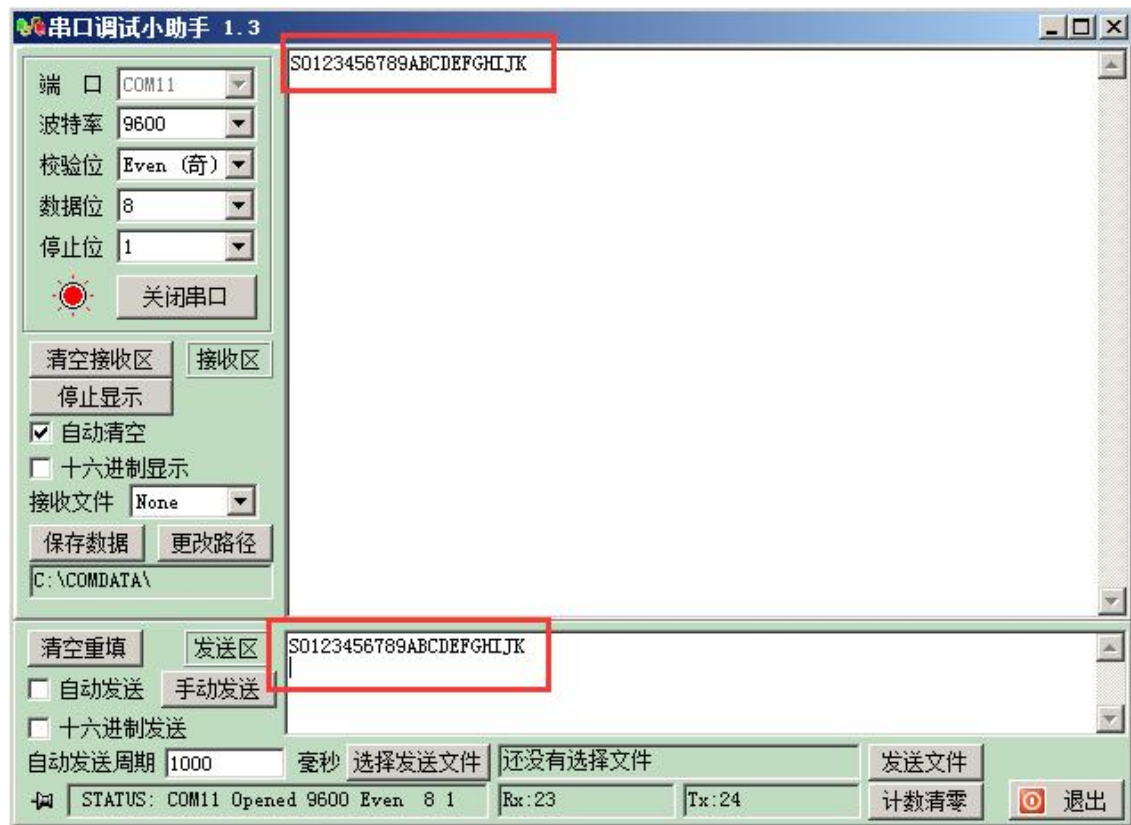 串口调试小助手 1.3
端 口 COM11
波特率 9600
校验位 Even (奇)
数据位 8
停止位 1
关闭串口
清空接收区 接收区
停止显示
自动清空
十六进制显示
接收文件 None
保存数据 更改路径
C:\COMDATA\
S0123456789ABCDEFGHIJK
清空重填 发送区
自动发送 手动发送
十六进制发送
S0123456789ABCDEFGHIJK
自动发送周期 1000 毫秒 选择发送文件 还没有选择文件 发送文件
STATUS: COM11 Opened 9600 Even 8 1 Rx:23 Tx:24 计数清零 退出